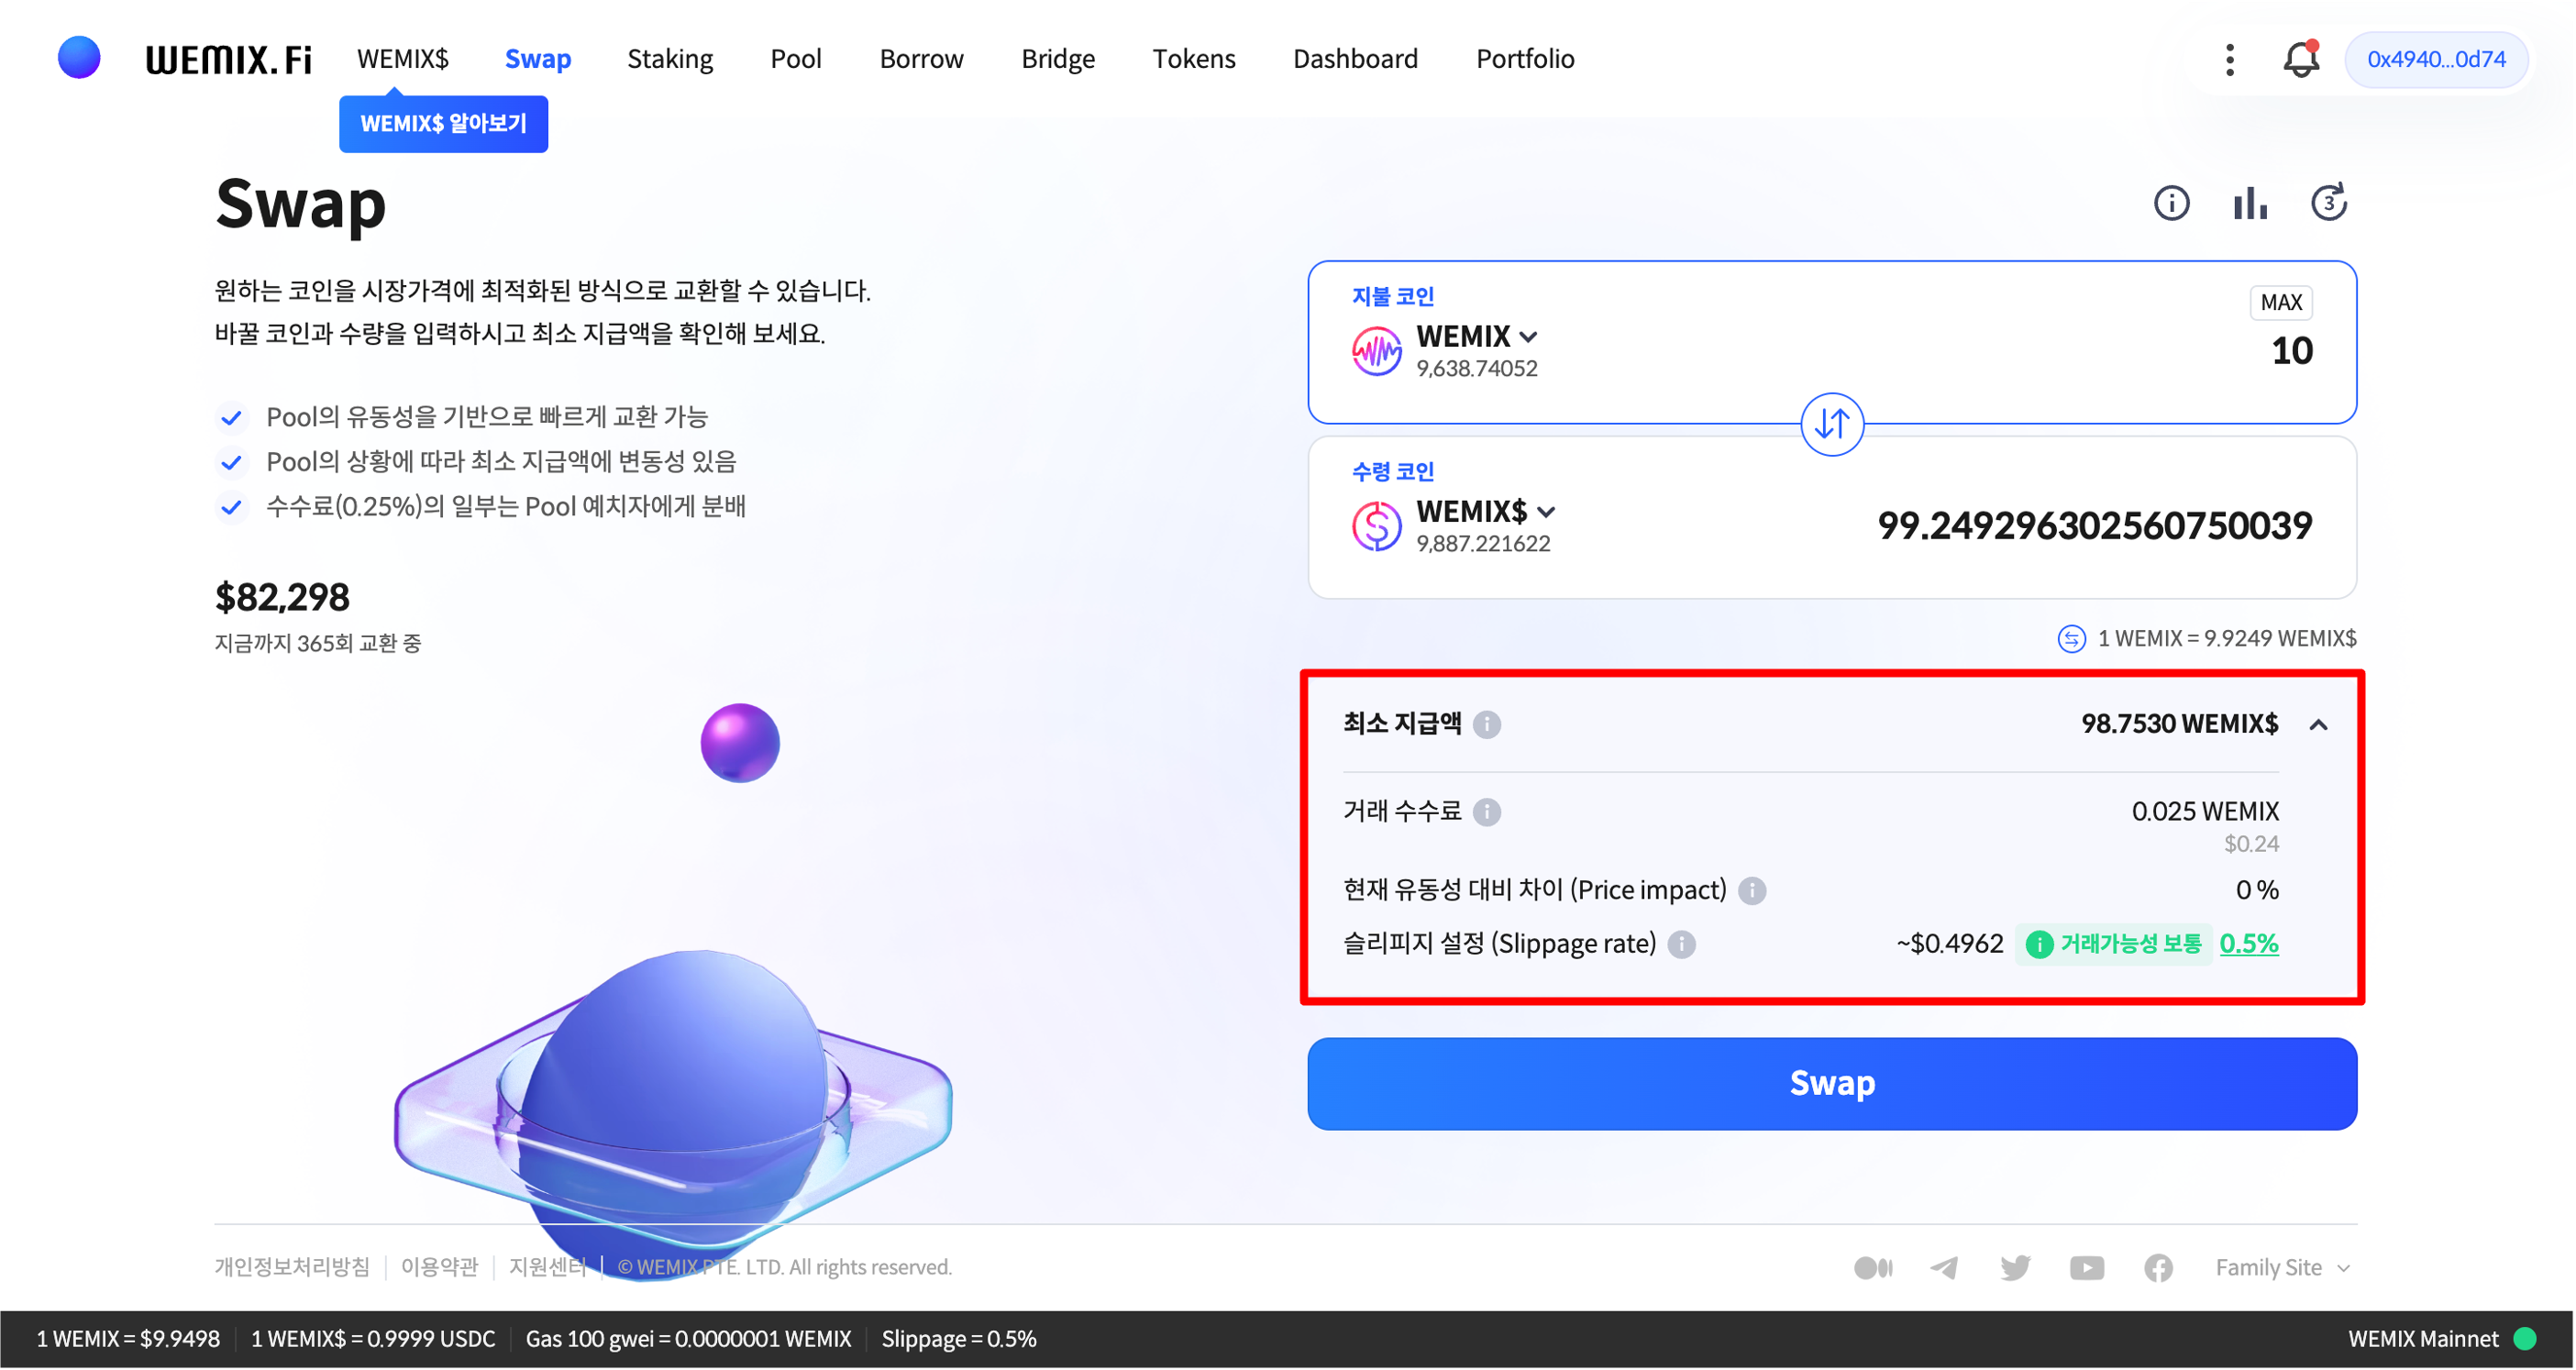 WEMIX.Fi WEMIX$ Swap Staking Pool Borrow Bridge Tokens Dashboard Portfolio 0x4940...0d74
WEMIX$ 알아보기
Swap
3
원하는 코인을 시장가격에 최적화된 방식으로 교환할 수 있습니다.
바꿀 코인과 수량을 입력하시고 최소 지급액을 확인해 보세요.
Pool의 유동성을 기반으로 빠르게 교환 가능
Pool의 상황에 따라 최소 지급액에 변동성 있음
수수료(0.25%)의 일부는 Pool 예치자에게 분배
$82,298
지금까지 365회 교환 중
지불 코인
MAX
WEMIX
10
9,638.74052
수령 코인
WEMIX$
99.249296302560750039
9,887.221622
1 WEMIX = 9.9249 WEMIX$
최소 지급액 98.7530 WEMIX$
거래 수수료 0.025 WEMIX
$0.24
현재 유동성 대비 차이 (Price impact) 0 %
슬리피지 설정 (Slippage rate) ~$0.4962 거래가능성 보통 0.5%
Swap
개인정보처리방침 이용약관 지원센터 © WEMIX PTE. LTD. All rights reserved. Family Site
1 WEMIX = $9.9498 1 WEMIX$ = 0.9999 USDC Gas 100 gwei = 0.0000001 WEMIX Slippage = 0.5% WEMIX Mainnet